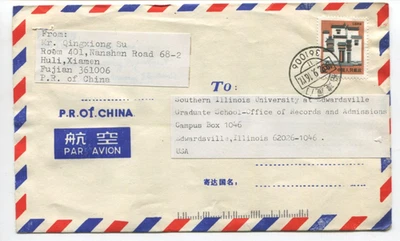 From:
Mr. Qingxiong Su
Room 401,Nanshan Road 68-2
Huli,Xiamen
Fujian 361006
P.R. of China
To:
Southern Illinois University at Edwardsville
Graduate School-Office of Records and Admissions
Campus Box 1046
Edwardsville,Illinois 62036-1046
USA
P.R.OF.CHINA
航空
PAR AVION
寄达国名:
361006